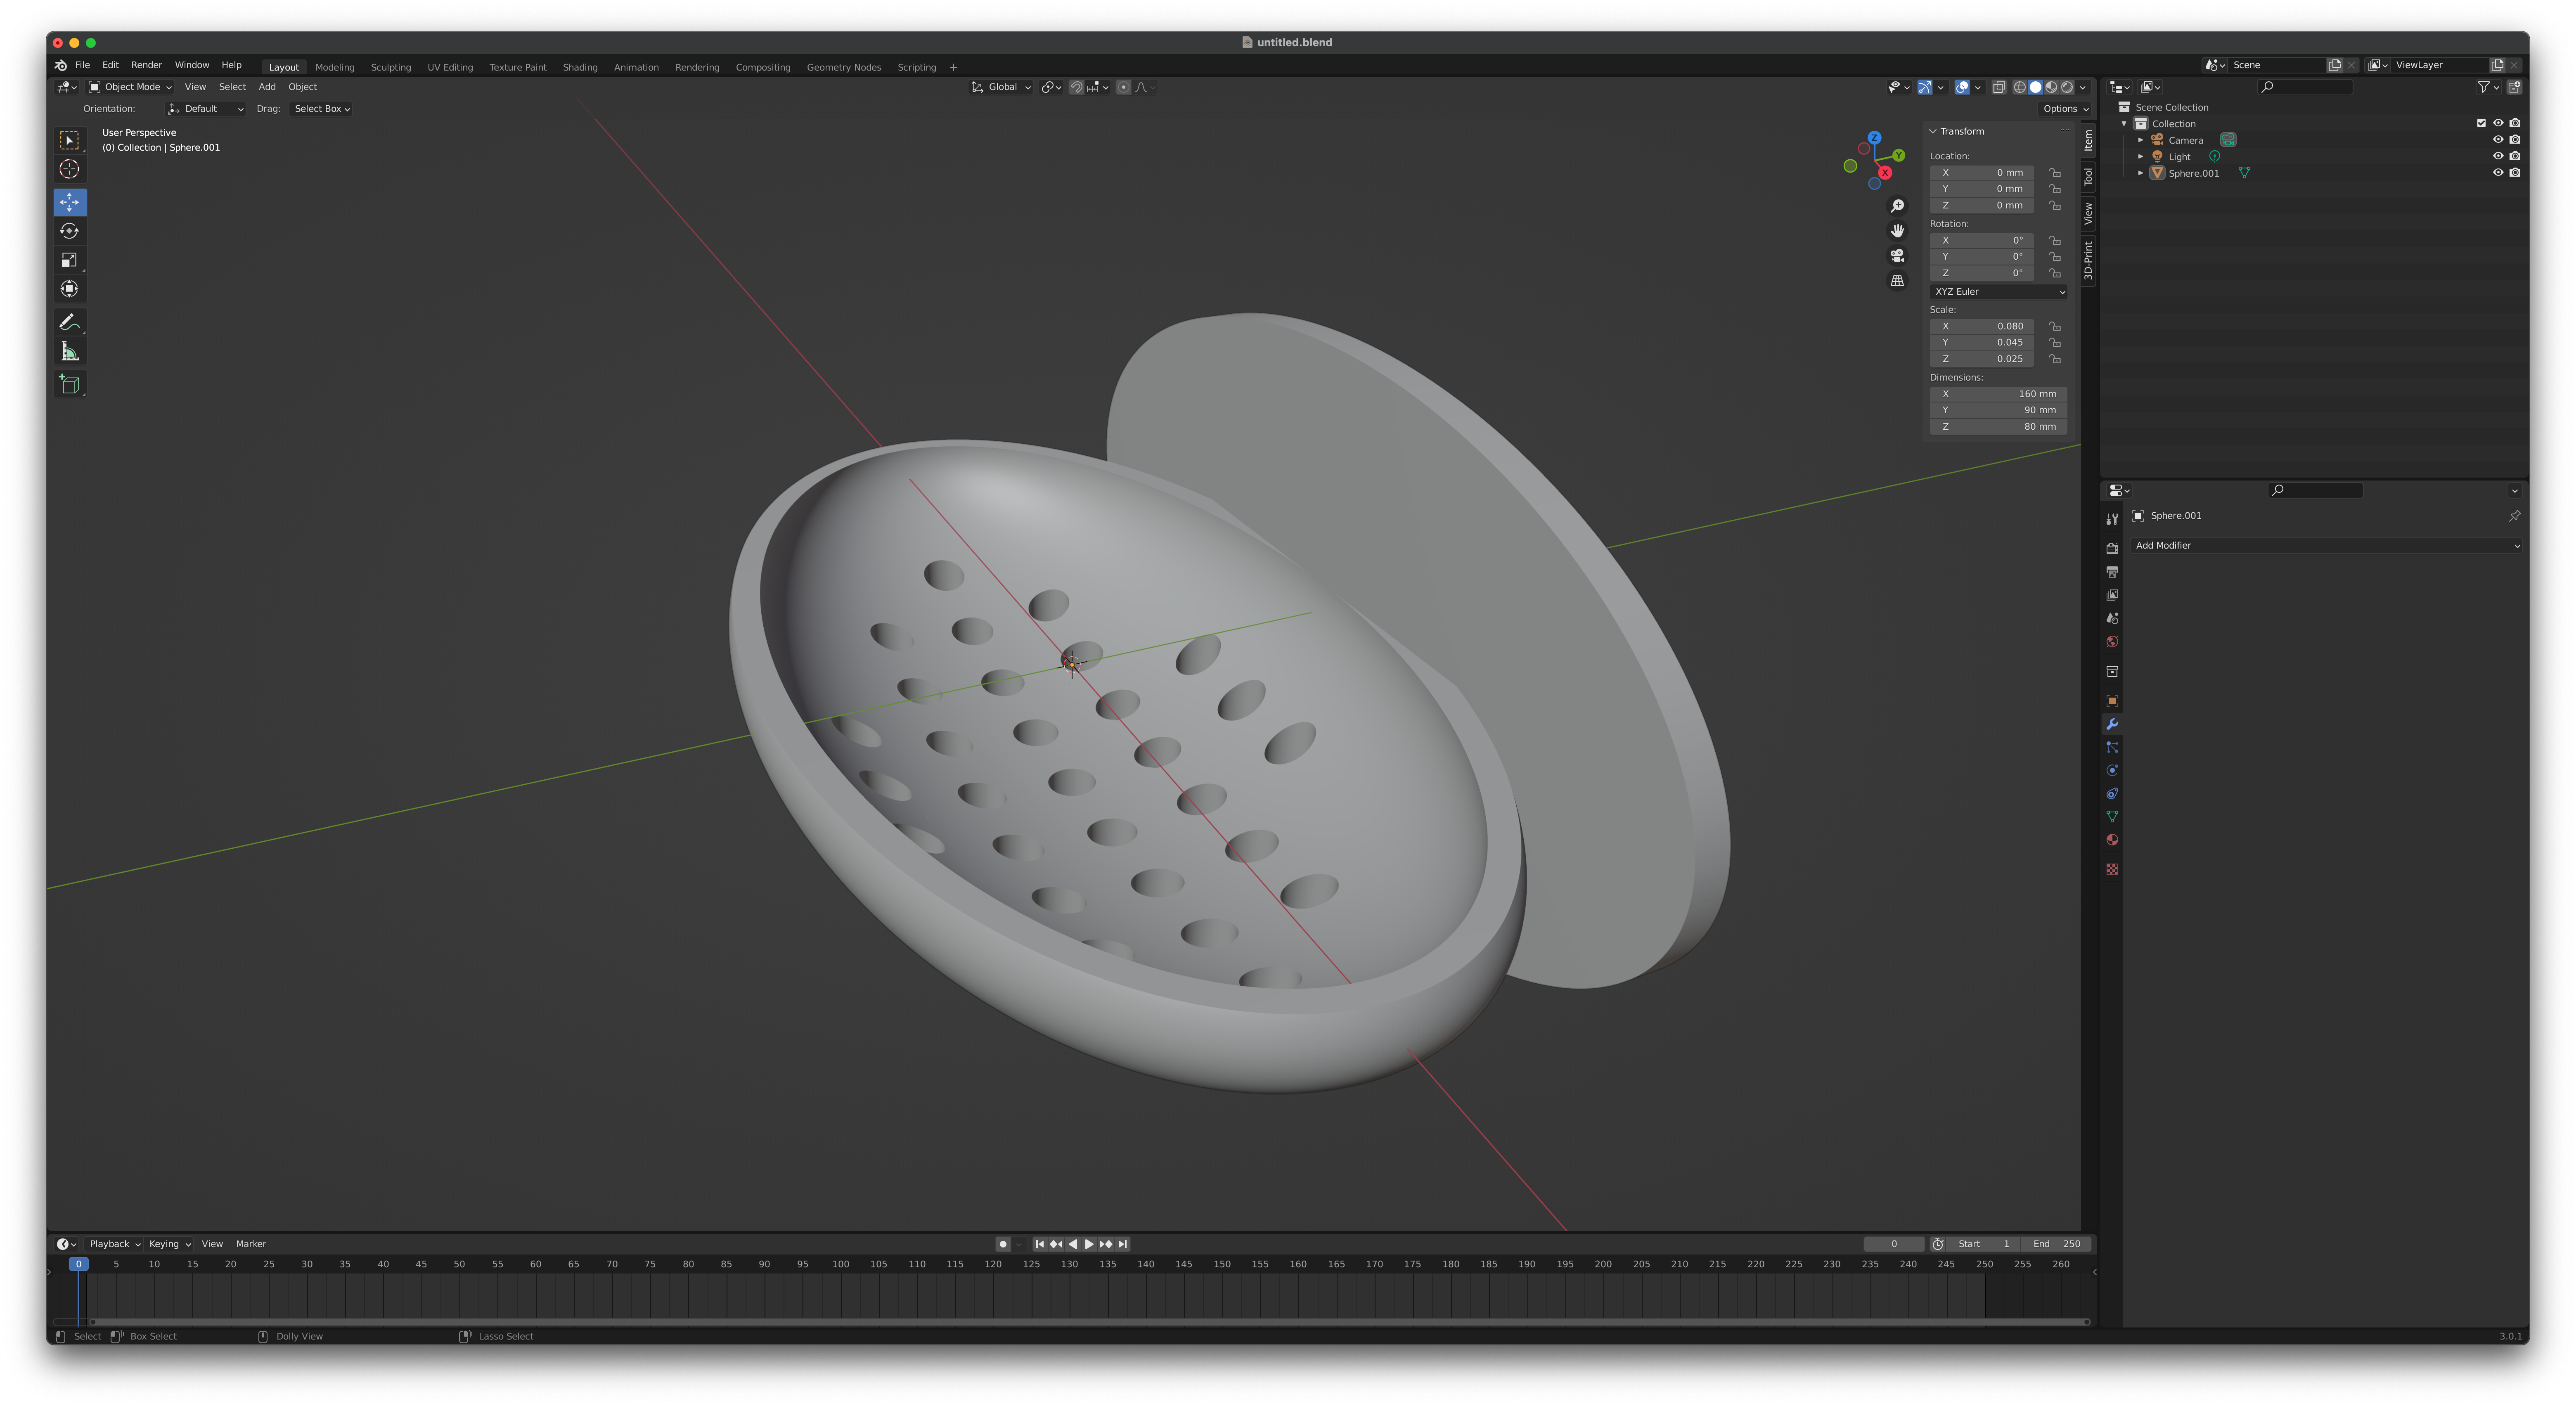 untitled.blend
File Edit Render Window Help Layout Modeling Sculpting UV Editing Texture Paint Shading Animation Rendering Compositing Geometry Nodes Scripting + Scene ViewLayer
Object Mode View Select Add Object Global
Orientation: Default Drag: Select Box Options
User Perspective
(0) Collection | Sphere.001
Z
Y
X
Transform
Location:
X 0 mm
Y 0 mm
Z 0 mm
Rotation:
X 0°
Y 0°
Z 0°
XYZ Euler
Scale:
X 0.080
Y 0.045
Z 0.025
Dimensions:
X 160 mm
Y 90 mm
Z 80 mm
Item
Tool
View
3D-Print
Scene Collection
Collection
Camera
Light
Sphere.001
Sphere.001
Add Modifier
Playback Keying View Marker 0 Start 1 End 250
0 5 10 15 20 25 30 35 40 45 50 55 60 65 70 75 80 85 90 95 100 105 110 115 120 125 130 135 140 145 150 155 160 165 170 175 180 185 190 195 200 205 210 215 220 225 230 235 240 245 250 255 260
Select Box Select Dolly View Lasso Select 3.0.1